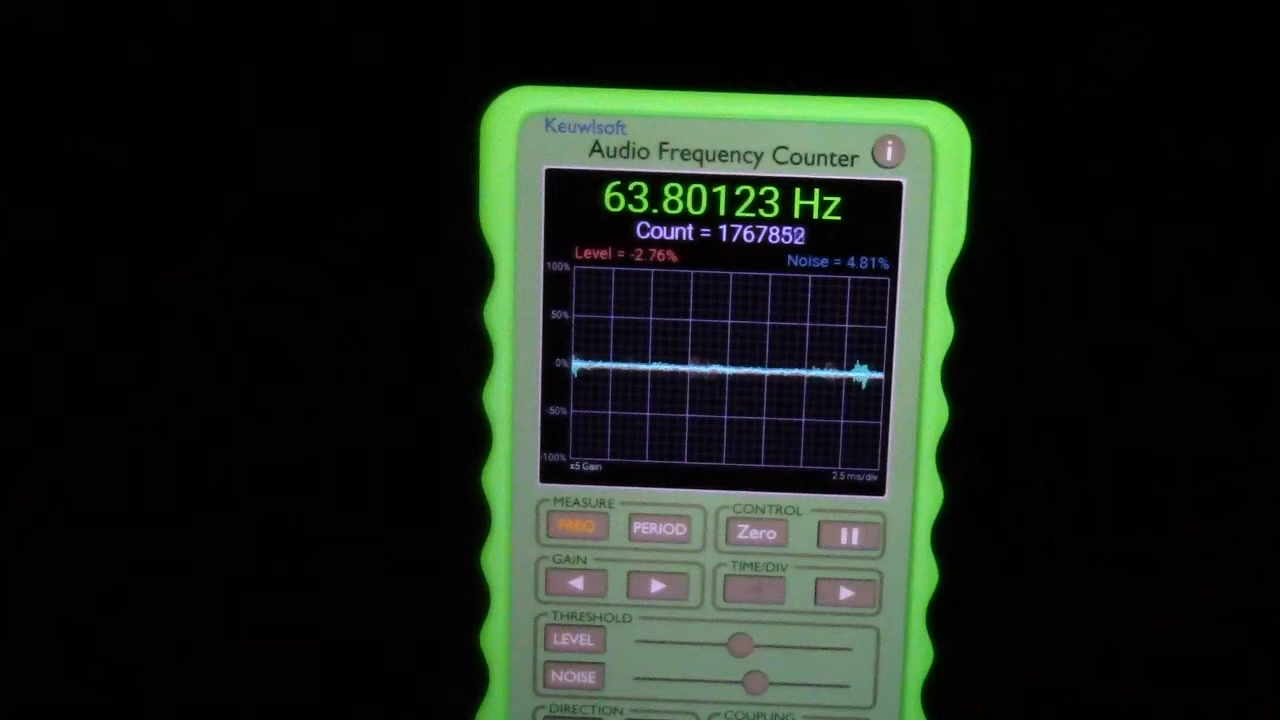 Keuwlsoft
Audio Frequency Counter
i
63.80123 Hz
Count = 1767852
Level = -2.76%
Noise = 4.81%
100%
50%
0%
-50%
-100%
x5 Gain
2.5 ms/div
MEASURE
CONTROL
FREQ
PERIOD
Zero
GAIN
TIME/DIV
THRESHOLD
LEVEL
NOISE
DIRECTION
COUPLING